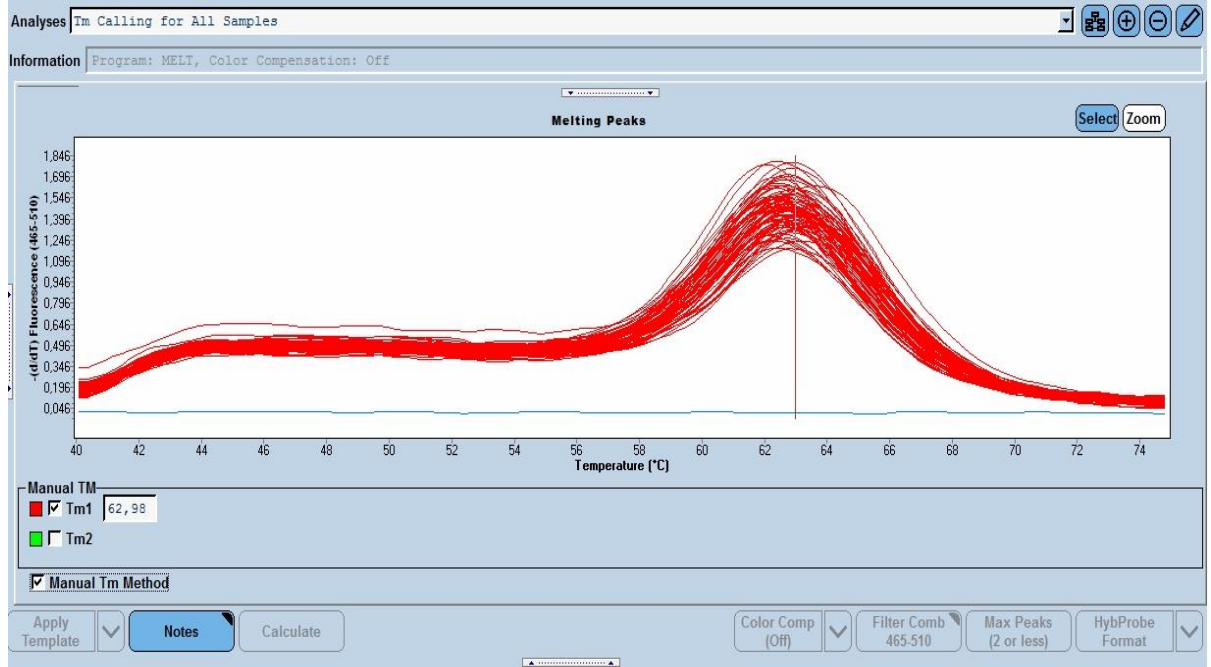 Analyses Tm Calling for All Samples
Information Program: MELT, Color Compensation: Off
Melting Peaks
Select Zoom
-(d/dT) Fluorescence (465-510)
1,846
1,696
1,546
1,396
1,246
1,096
0,946
0,796
0,646
0,496
0,346
0,196
0,046
40 42 44 46 48 50 52 54 56 58 60 62 64 66 68 70 72 74
Temperature (°C)
Manual TM
Tm1 62,98
Tm2
Manual Tm Method
Apply Template
Notes
Calculate
Color Comp (Off)
Filter Comb 465-510
Max Peaks (2 or less)
HybProbe Format